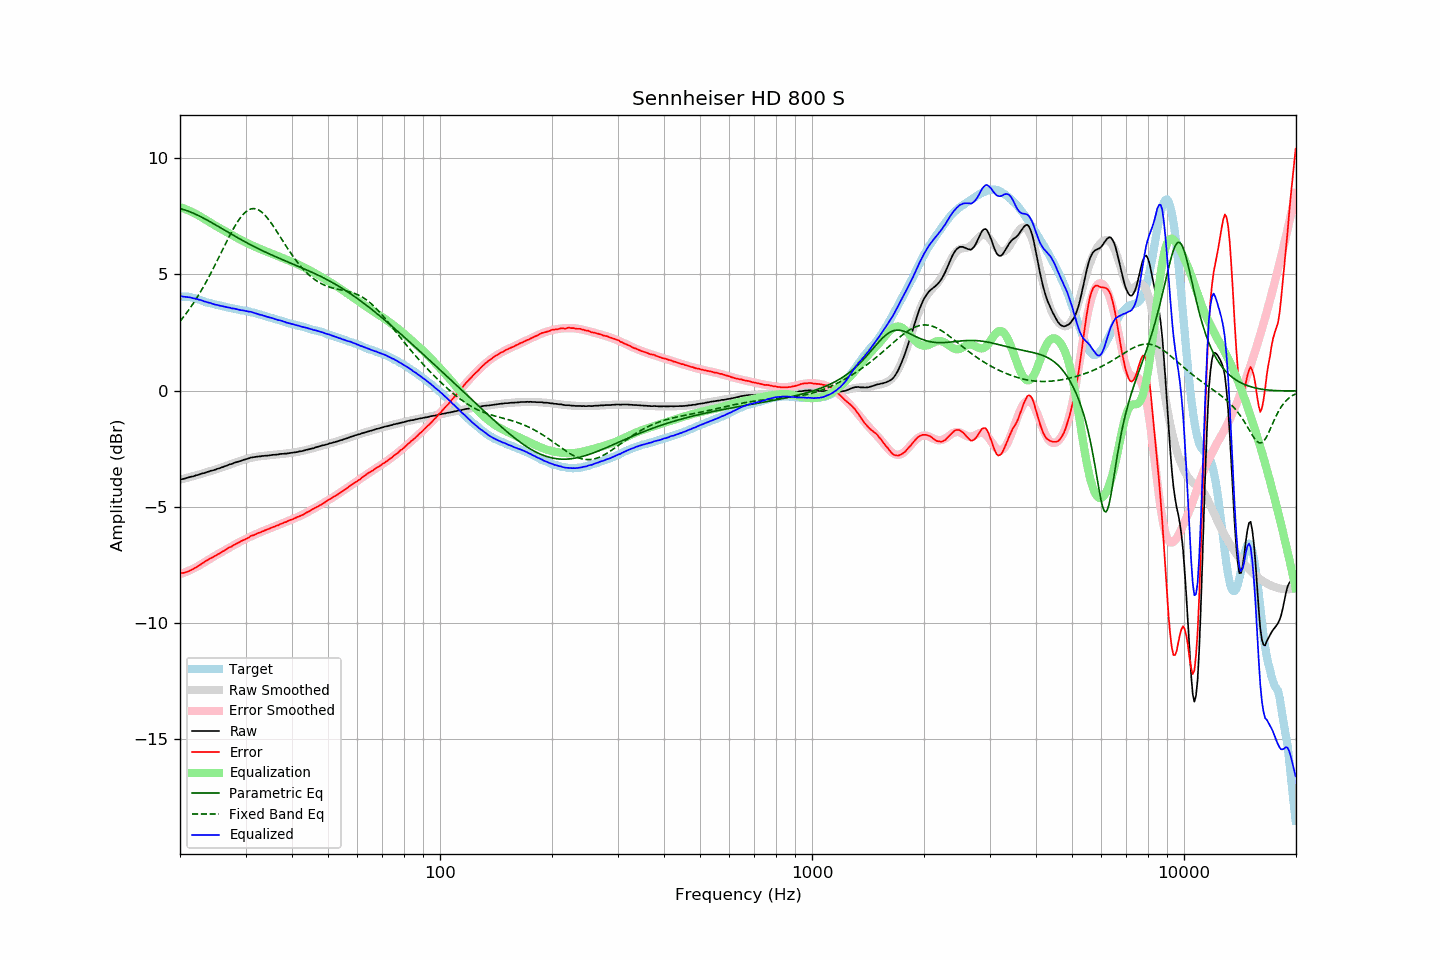 Sennheiser HD 800 S
10
5
0
−5
−10
−15
Amplitude (dBr)
Target
Raw Smoothed
Error Smoothed
Raw
Error
Equalization
Parametric Eq
Fixed Band Eq
Equalized
100
1000
10000
Frequency (Hz)